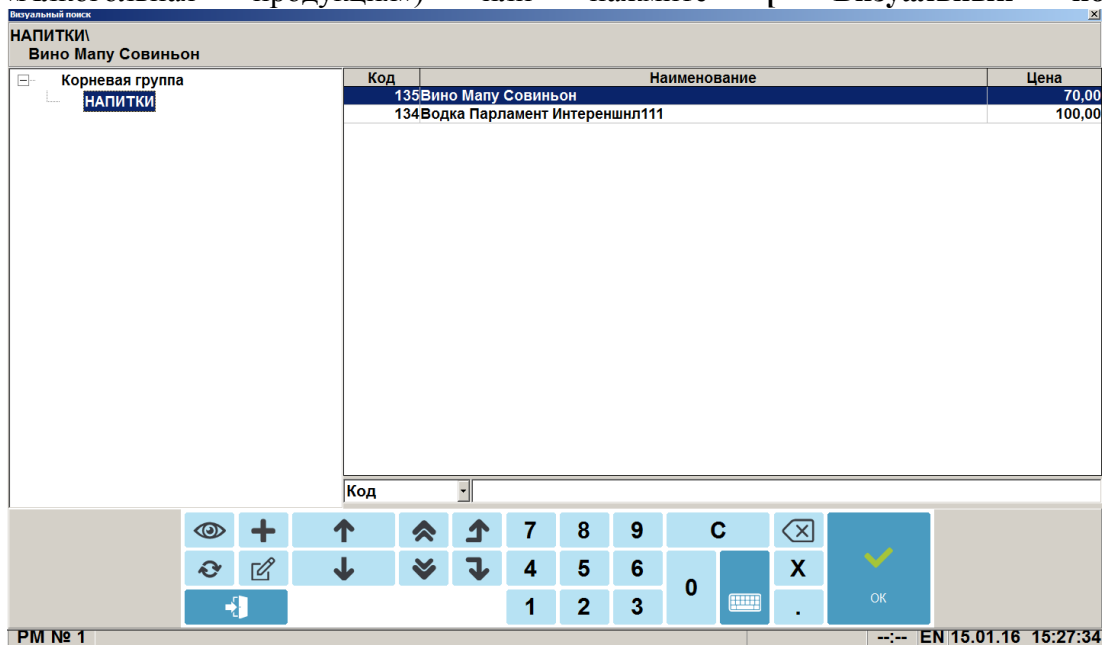 Визуальный поиск
НАПИТКИ\
Вино Мапу Совиньон
Корневая группа
НАПИТКИ
Код Наименование Цена
135 Вино Мапу Совиньон 70,00
134 Водка Парламент Интереншнл111 100,00
Код
7 8 9 C
4 5 6 X
0
1 2 3 .
OK
РМ № 1 --:-- EN 15.01.16 15:27:34